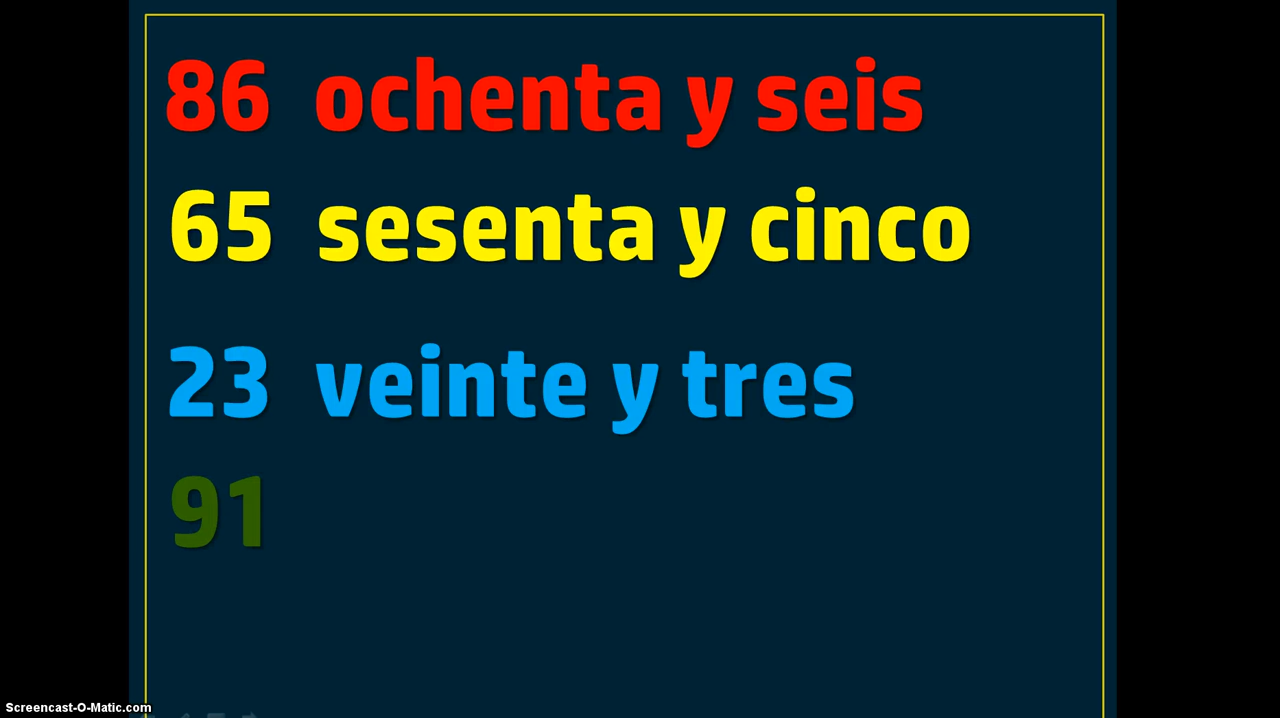 86 ochenta y seis
65 sesenta y cinco
23 veinte y tres
91
Screencast-O-Matic.com